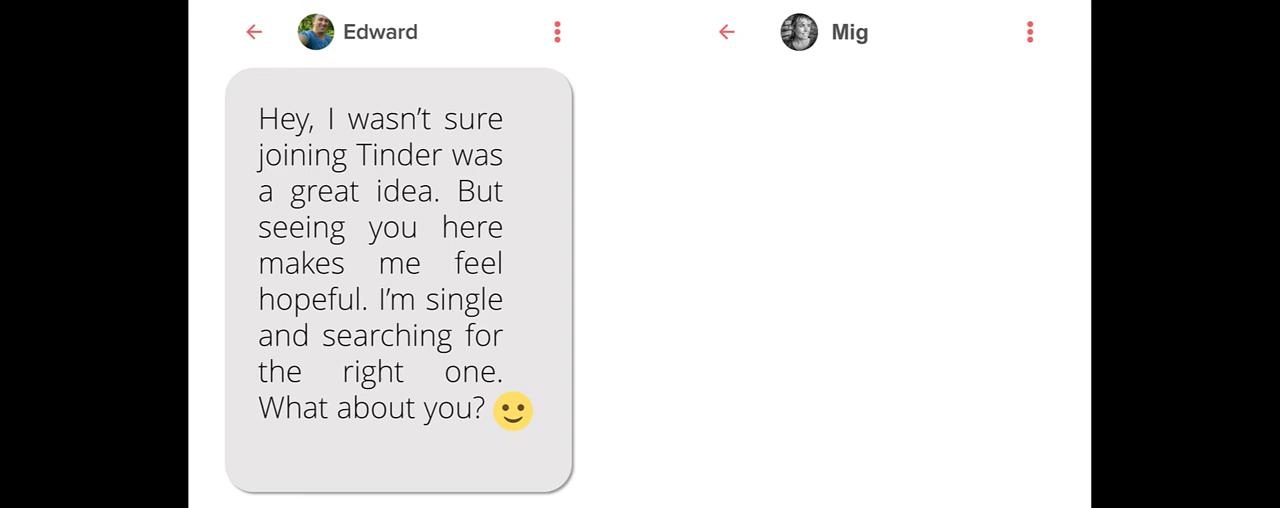 Edward
Mig
Hey, I wasn’t sure
joining Tinder was
a great idea. But
seeing you here
makes me feel
hopeful. I’m single
and searching for
the right one.
What about you? 🙂